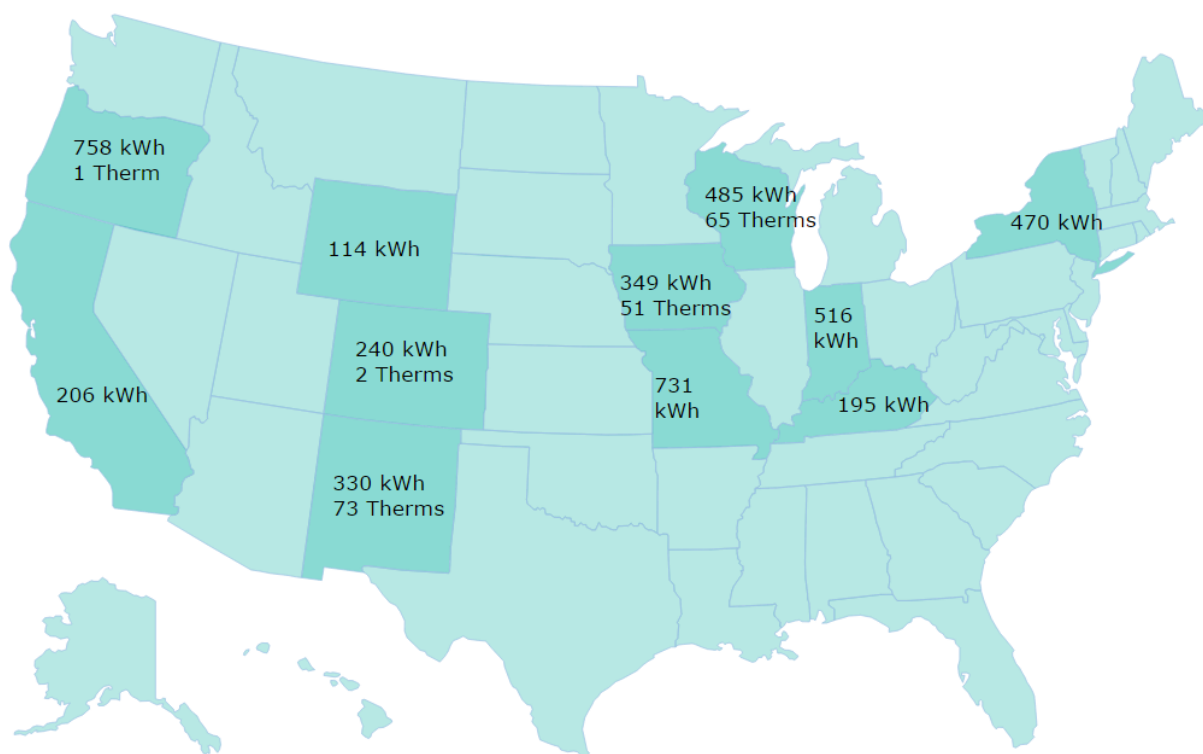 758 kWh
1 Therm
485 kWh
65 Therms
470 kWh
114 kWh
349 kWh
51 Therms
516
kWh
240 kWh
2 Therms
206 kWh
731
kWh
195 kWh
330 kWh
73 Therms